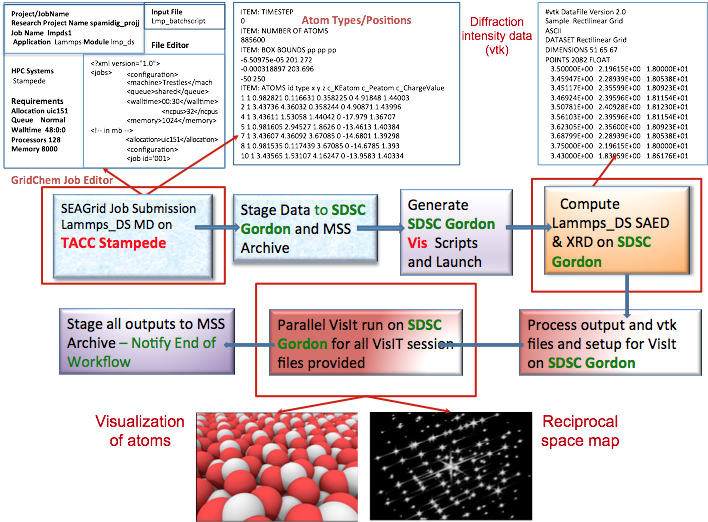 Project/JobName
Research Project Name spamidig_projj
Job Name lmpds1
Application Lammps Module lmp_ds
Input File
Lmp_batchscript
File Editor
HPC Systems
Stampede
Requirements
Allocation uic151
Queue Normal
Walltime 48:0:0
Processors 128
Memory 8000
<?xml version="1.0">
<jobs> <configuration>
<machine>Trestles</mach
<queue>shared</queue>
<walltime>00:30</walltime>
<ncpus>32</ncpus
<memory>1024</memory>
<!-- in mb -->
<allocation>uic151</allocation>
<configuration>
<job id='001>
GridChem Job Editor
ITEM: TIMESTEP
0
Atom Types/Positions
ITEM: NUMBER OF ATOMS
885600
ITEM: BOX BOUNDS pp pp pp
-6.50975e-05 201.272
-0.000318897 203.696
-50 250
ITEM: ATOMS id type x y z c_KEatom c_Peatom c_ChargeValue
1 1 0.982821 0.116631 0.358225 0 4.91848 1.44003
2 1 3.43736 4.36032 0.358244 0 4.90871 1.43996
4 1 3.43611 1.53058 1.44042 0 -17.979 1.36707
5 1 0.981605 2.94527 1.8626 0 -13.4613 1.40384
7 1 3.43607 4.36092 3.67085 0 -14.6801 1.39298
8 1 0.981535 0.117439 3.67085 0 -14.6785 1.393
10 1 3.43565 1.53107 4.16247 0 -13.9583 1.40334
Diffraction
intensity data
(vtk)
#vtk DataFile Version 2.0
Sample Rectilinear Grid
ASCII
DATASET Rectilinear Grid
DIMENSIONS 51 65 67
POINTS 2082 FLOAT
3.50000E+00 2.19615E+00 1.80000E+01
3.45947E+00 2.28939E+00 1.80538E+01
3.46924E+00 2.39596E+00 1.81154E+01
3.50781E+00 2.40928E+00 1.81230E+01
3.56103E+00 2.39596E+00 1.81154E+01
3.62305E+00 2.35600E+00 1.80923E+01
3.68799E+00 2.28939E+00 1.80538E+01
3.75000E+00 2.19615E+00 1.80000E+01
3.43000E+01 1.83059E+01 1.86176E+01
SEAGrid Job Submission
Lammps_DS MD on
TACC Stampede
Stage Data to SDSC
Gordon and MSS
Archive
Generate
SDSC Gordon
Vis Scripts
and Launch
Compute
Lammps_DS SAED
& XRD on SDSC
Gordon
Stage all outputs to MSS
Archive – Notify End of
Workflow
Parallel VisIt run on SDSC
Gordon for all VisIT session
files provided
Process output and vtk
files and setup for VisIt
on SDSC Gordon
Visualization
of atoms
Reciprocal
space map